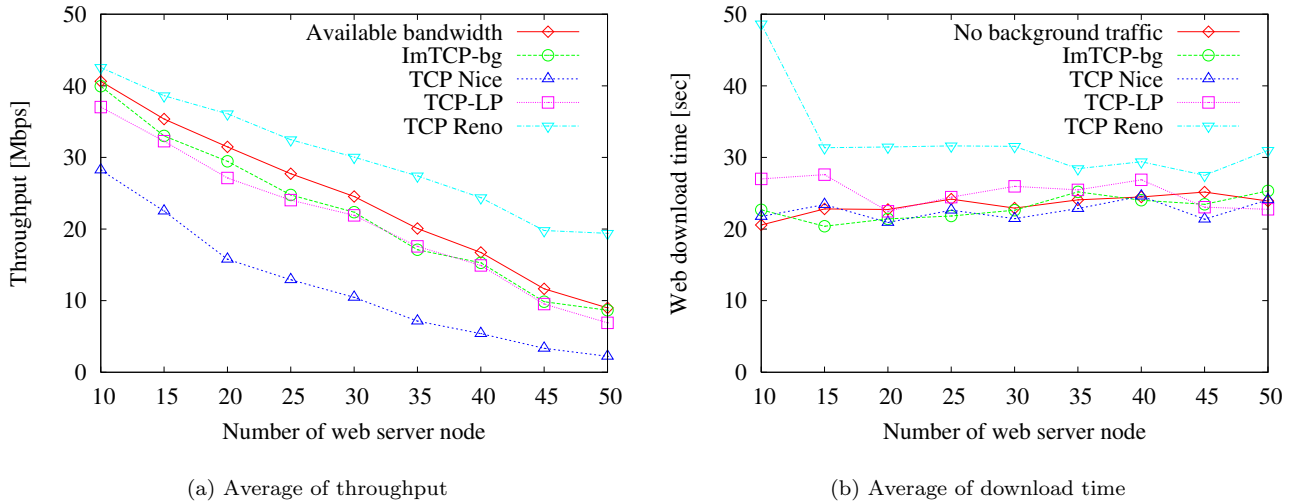 50
40
30
20
10
0
Throughput [Mbps]
Available bandwidth
ImTCP-bg
TCP Nice
TCP-LP
TCP Reno
10 15 20 25 30 35 40 45 50
Number of web server node
(a) Average of throughput
50
40
30
20
10
0
Web download time [sec]
No background traffic
ImTCP-bg
TCP Nice
TCP-LP
TCP Reno
10 15 20 25 30 35 40 45 50
Number of web server node
(b) Average of download time